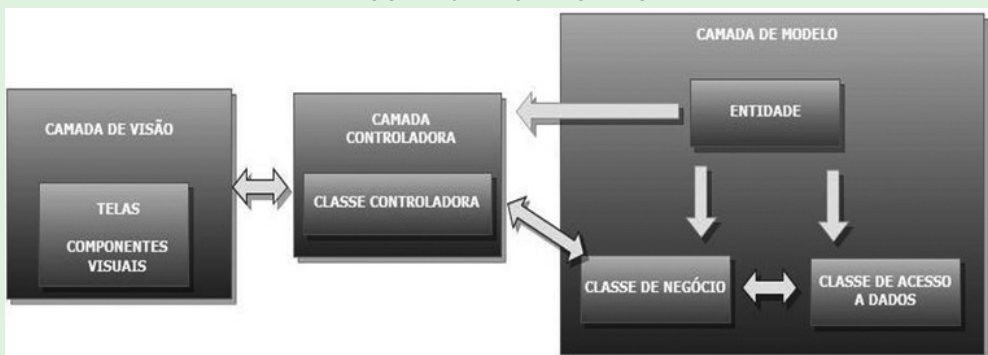 CAMADA DE VISÃO
TELAS
COMPONENTES
VISUAIS
CAMADA
CONTROLADORA
CLASSE CONTROLADORA
CAMADA DE MODELO
ENTIDADE
CLASSE DE NEGÓCIO
CLASSE DE ACESSO
A DADOS